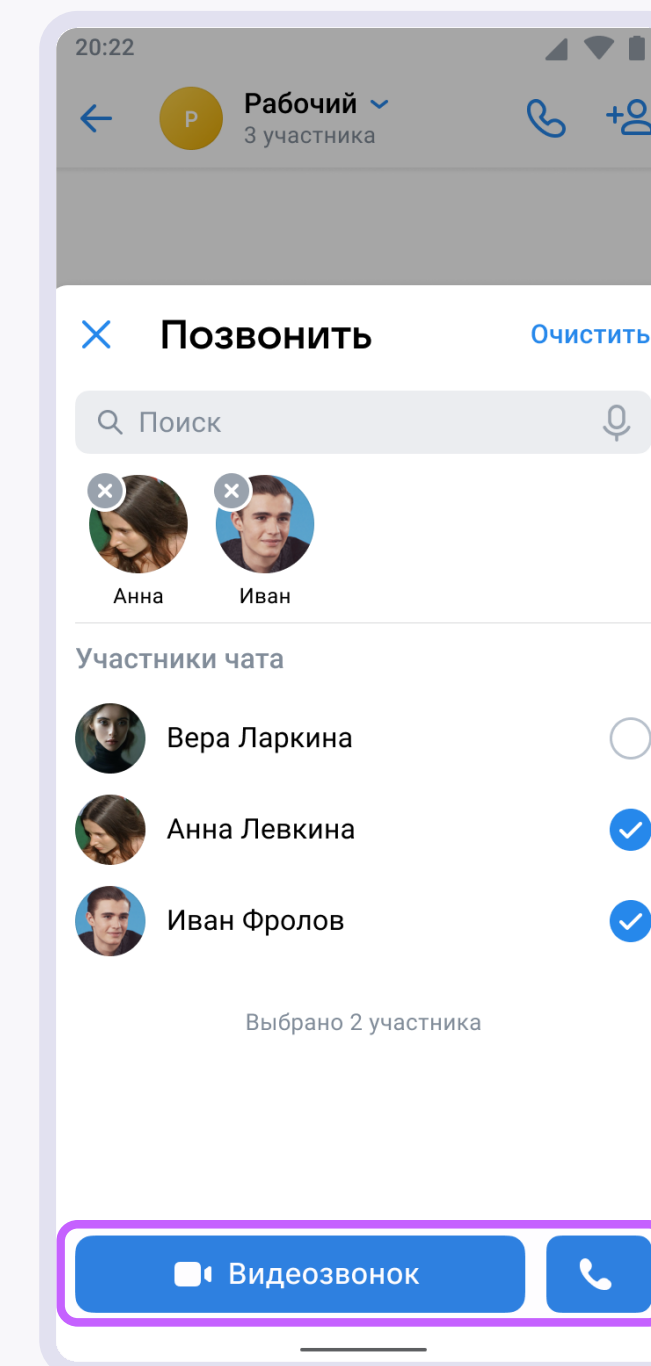 20:22
Р
Рабочий
3 участника
Позвонить
Очистить
Поиск
Анна
Иван
Участники чата
Вера Ларкина
Анна Левкина
Иван Фролов
Выбрано 2 участника
Видеозвонок